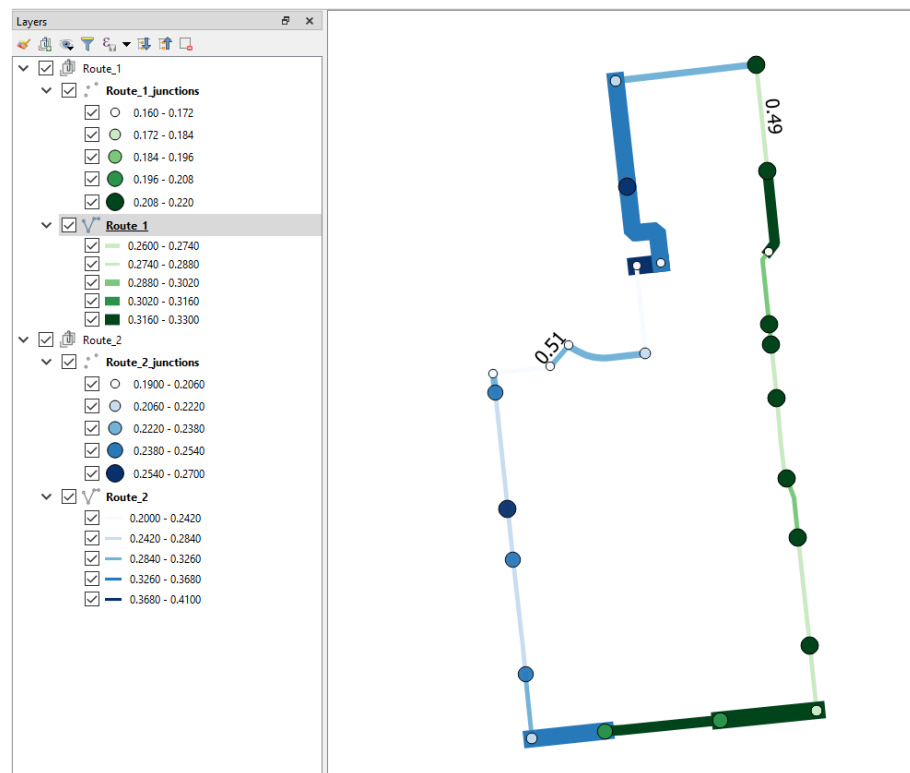 Layers
Route_1
Route_1_junctions
0.160 - 0.172
0.172 - 0.184
0.184 - 0.196
0.196 - 0.208
0.208 - 0.220
Route_1
0.2600 - 0.2740
0.2740 - 0.2880
0.2880 - 0.3020
0.3020 - 0.3160
0.3160 - 0.3300
Route_2
Route_2_junctions
0.1900 - 0.2060
0.2060 - 0.2220
0.2220 - 0.2380
0.2380 - 0.2540
0.2540 - 0.2700
Route_2
0.2000 - 0.2420
0.2420 - 0.2840
0.2840 - 0.3260
0.3260 - 0.3680
0.3680 - 0.4100
0.49
0.51